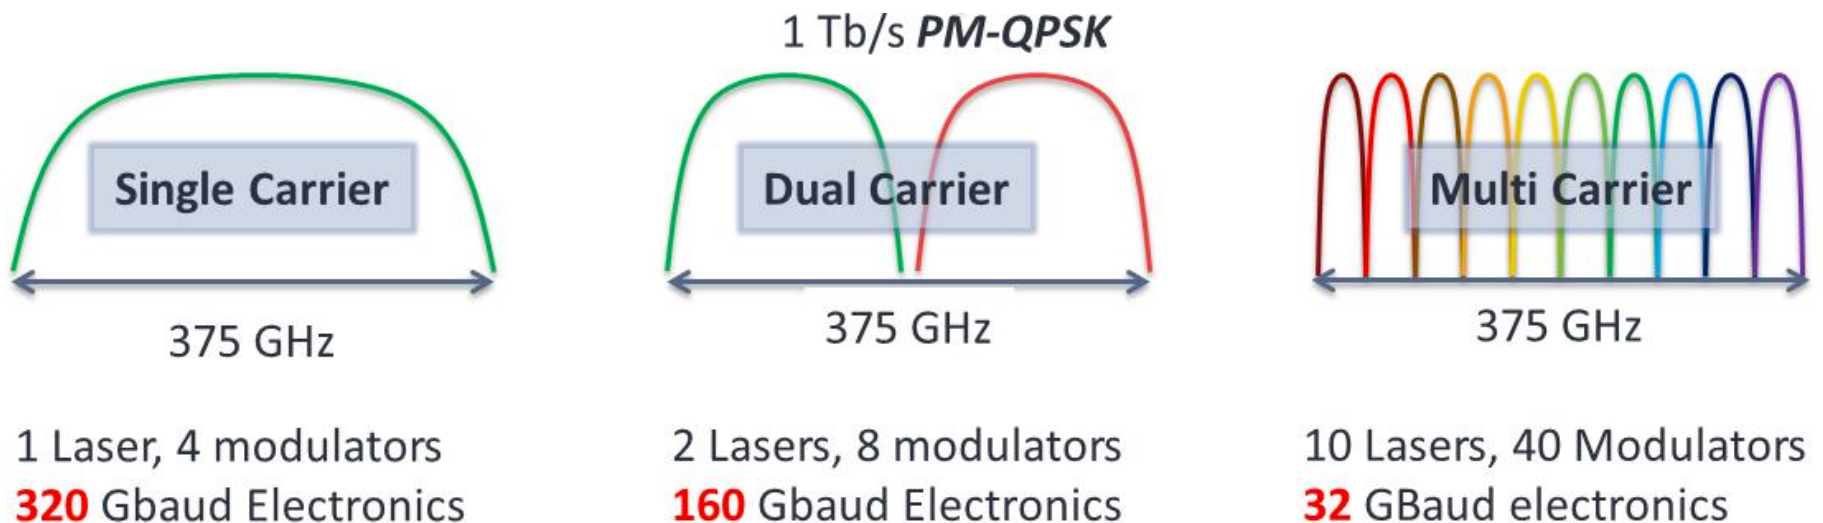 1 Tb/s PM-QPSK
Single Carrier
375 GHz
1 Laser, 4 modulators
320 Gbaud Electronics
Dual Carrier
375 GHz
2 Lasers, 8 modulators
160 Gbaud Electronics
Multi Carrier
375 GHz
10 Lasers, 40 Modulators
32 GBaud electronics